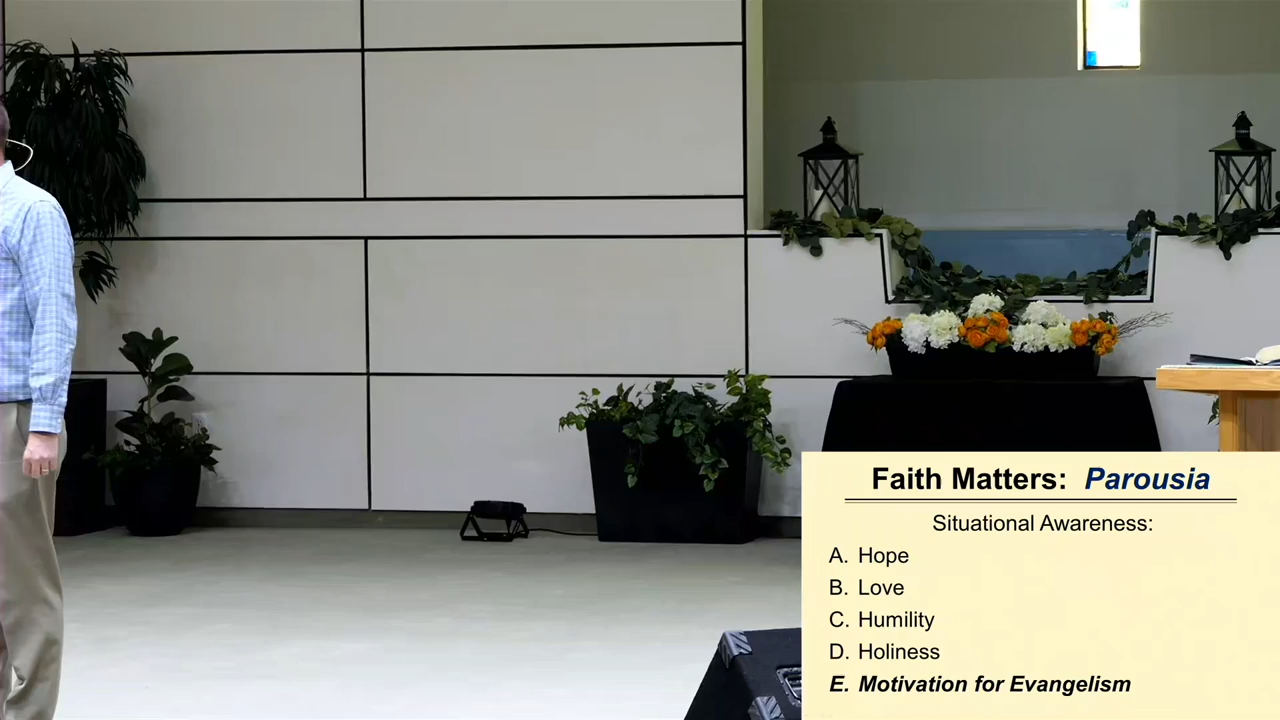 Faith Matters: Parousia
Situational Awareness:
A. Hope
B. Love
C. Humility
D. Holiness
E. Motivation for Evangelism